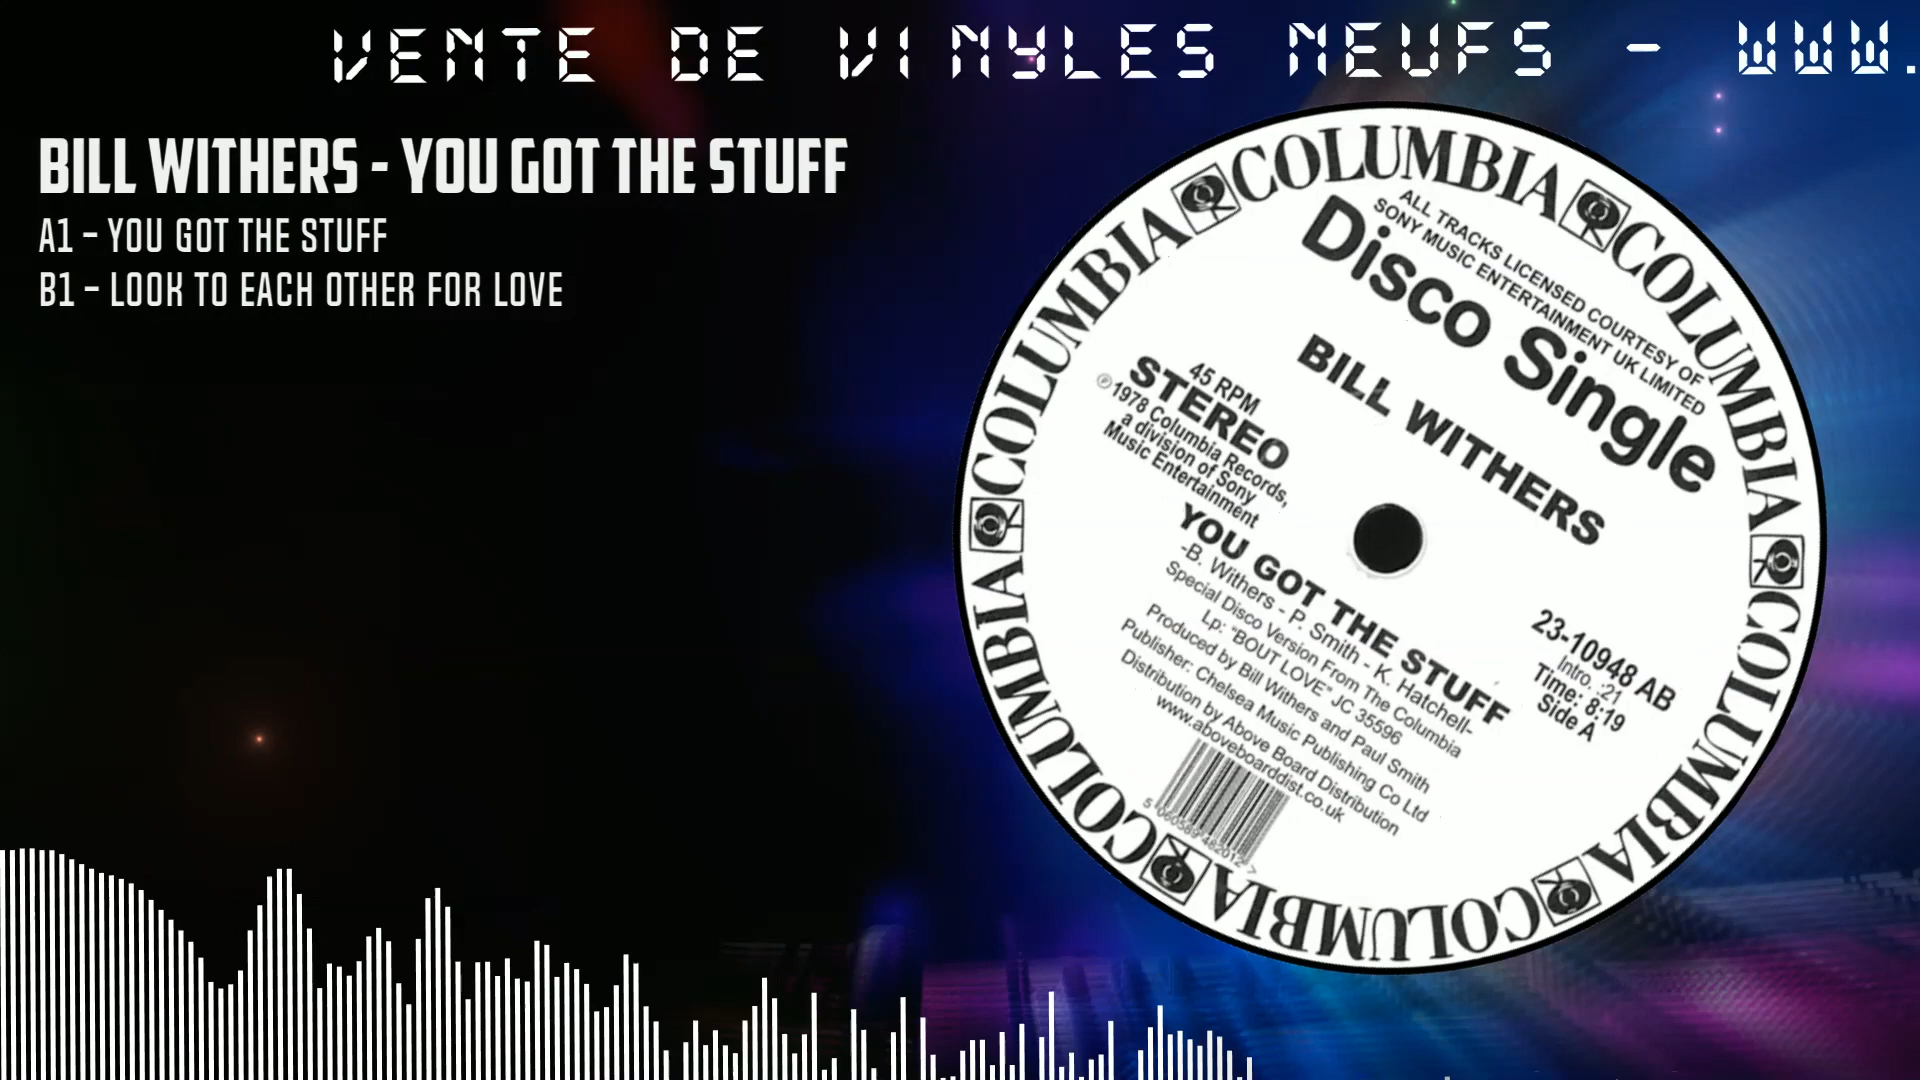 VENTE DE VINYLES NEUFS - WWW.
BILL WITHERS - YOU GOT THE STUFF
A1 - YOU GOT THE STUFF
B1 - LOOK TO EACH OTHER FOR LOVE
COLUMBIA COLUMBIA COLUMBIA COLUMBIA COLUMBIA COLUMBIA
ALL TRACKS LICENSED COURTESY OF
SONY MUSIC ENTERTAINMENT UK LIMITED
Disco Single
BILL WITHERS
45 RPM
STEREO
℗1978 Columbia Records,
a division of Sony
Music Entertainment
YOU GOT THE STUFF
-B. Withers - P. Smith - K. Hatchell-
Special Disco Version From The Columbia
Lp: "BOUT LOVE" JC 35596
Produced by Bill Withers and Paul Smith
Publisher: Chelsea Music Publishing Co Ltd
Distribution by Above Board Distribution
www.aboveboarddist.co.uk
23-10948 AB
Intro. :21
Time: 8:19
Side A
5 060589 482012 7